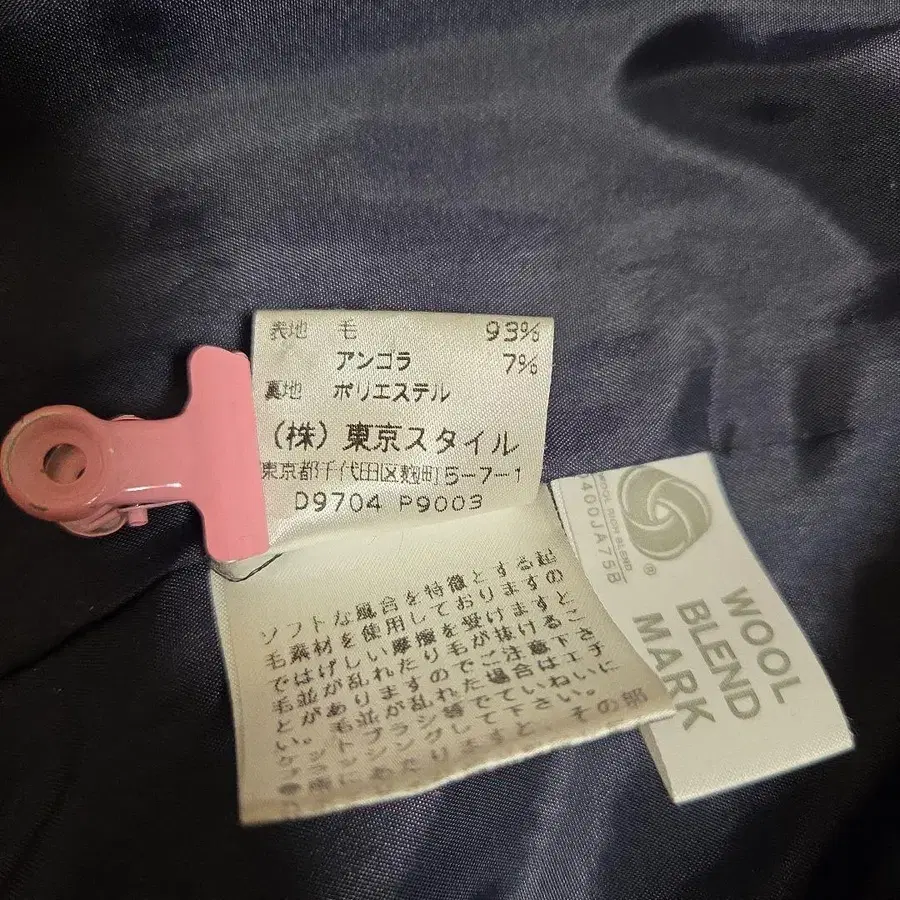 表地 毛 93%
アンゴラ 7%
裏地 ポリエステル
（株）東京スタイル
東京都千代田区麹町5-7-1
D9704 P9003
ソフトな風合を特徴とする起
毛素材を使用しておりますの
ではげしい摩擦を受けますと
毛並が乱れたり毛が抜けるこ
とがありますのでご注意下さ
い。毛並が乱れた場合はエチ
ケットブラシ等でていねいに
400JA75B
®
WOOL
BLEND
MARK